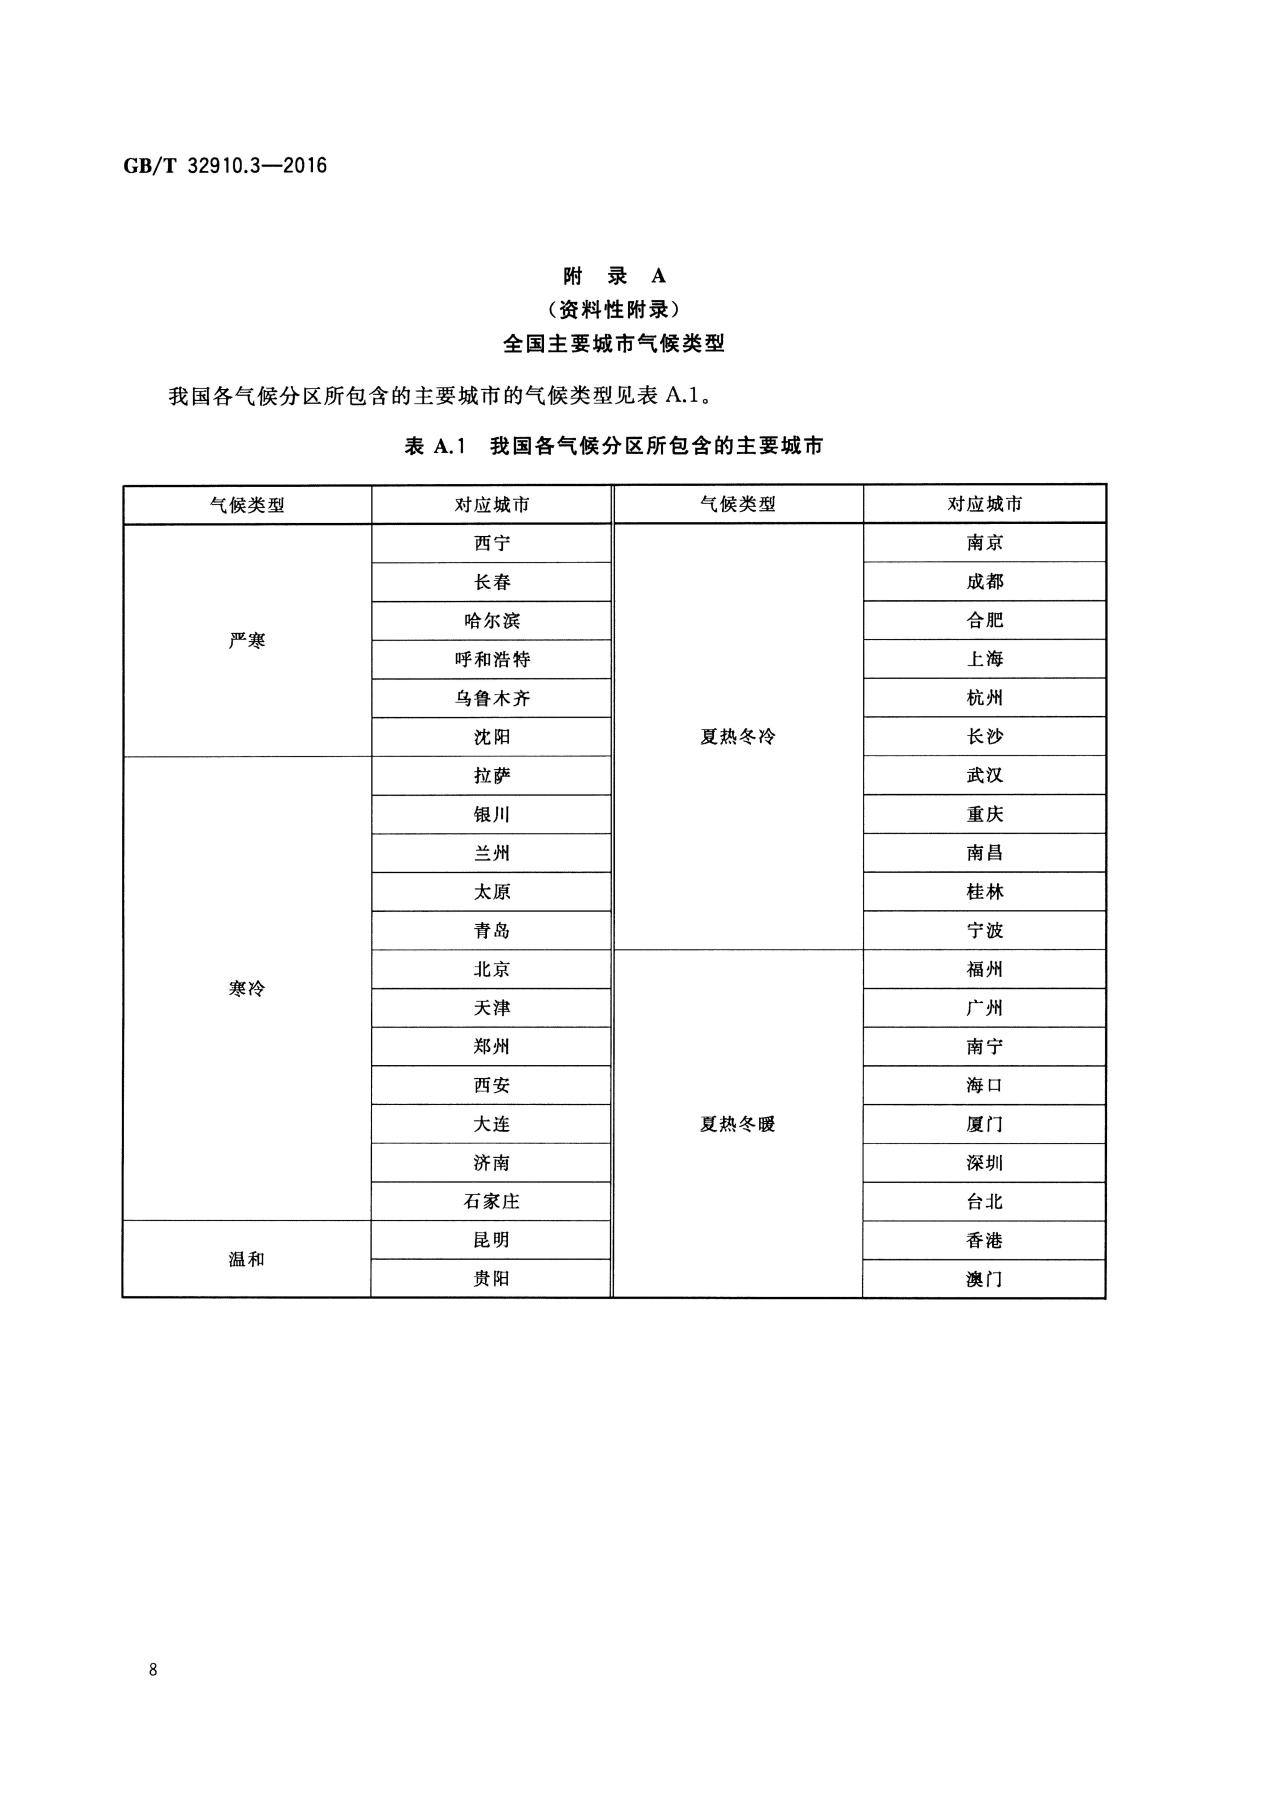 GB/T 32910.3—2016
附 录 A
（资料性附录）
全国主要城市气候类型
我国各气候分区所包含的主要城市的气候类型见表 A.1。
表 A.1 我国各气候分区所包含的主要城市
气候类型 对应城市 气候类型 对应城市
严寒 西宁 夏热冬冷 南京
长春 成都
哈尔滨 合肥
呼和浩特 上海
乌鲁木齐 杭州
沈阳 长沙
寒冷 拉萨 武汉
银川 重庆
兰州 南昌
太原 桂林
青岛 宁波
北京 夏热冬暖 福州
天津 广州
郑州 南宁
西安 海口
大连 厦门
济南 深圳
石家庄 台北
温和 昆明 香港
贵阳 澳门
8